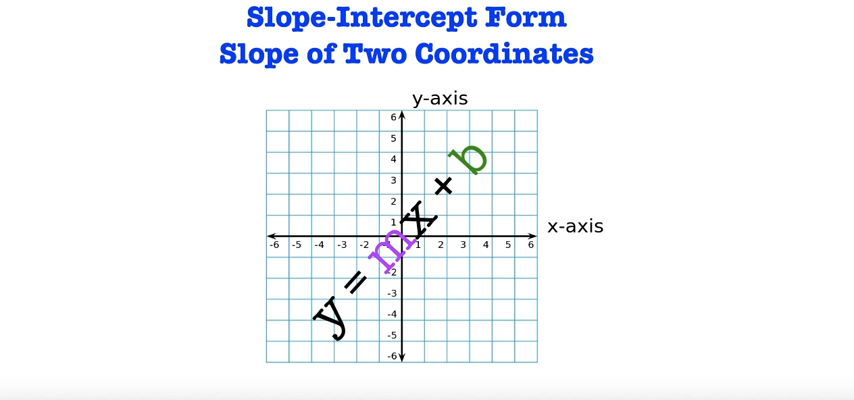 Slope-Intercept Form
Slope of Two Coordinates
y-axis
6
5
4
3
2
1
-6 -5 -4 -3 -2 1 2 3 4 5 6
x-axis
-2
-3
-4
-5
-6
y = mx + b